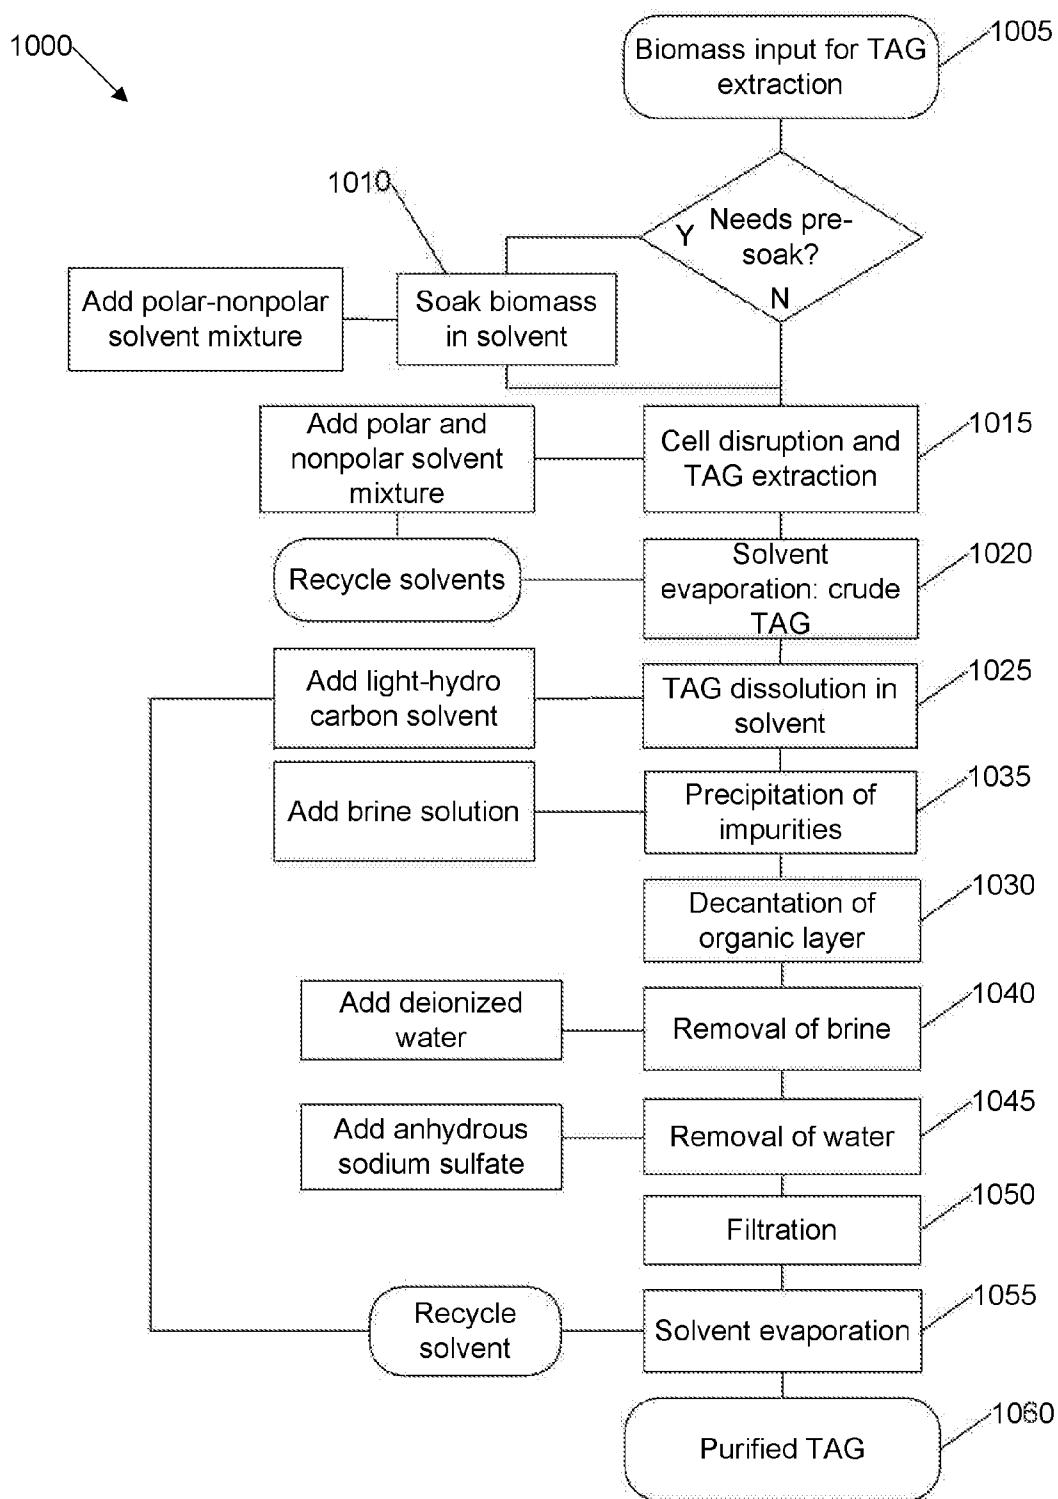 1000
Biomass input for TAG
extraction
1005
1010
Y
Needs pre-
soak?
N
Add polar-nonpolar
solvent mixture
Soak biomass
in solvent
Add polar and
nonpolar solvent
mixture
Cell disruption and
TAG extraction
1015
Recycle solvents
Solvent
evaporation: crude
TAG
1020
Add light-hydro
carbon solvent
TAG dissolution in
solvent
1025
Add brine solution
Precipitation of
impurities
1035
Decantation of
organic layer
1030
Add deionized
water
Removal of brine
1040
Add anhydrous
sodium sulfate
Removal of water
1045
Filtration
1050
Recycle
solvent
Solvent evaporation
1055
Purified TAG
1060